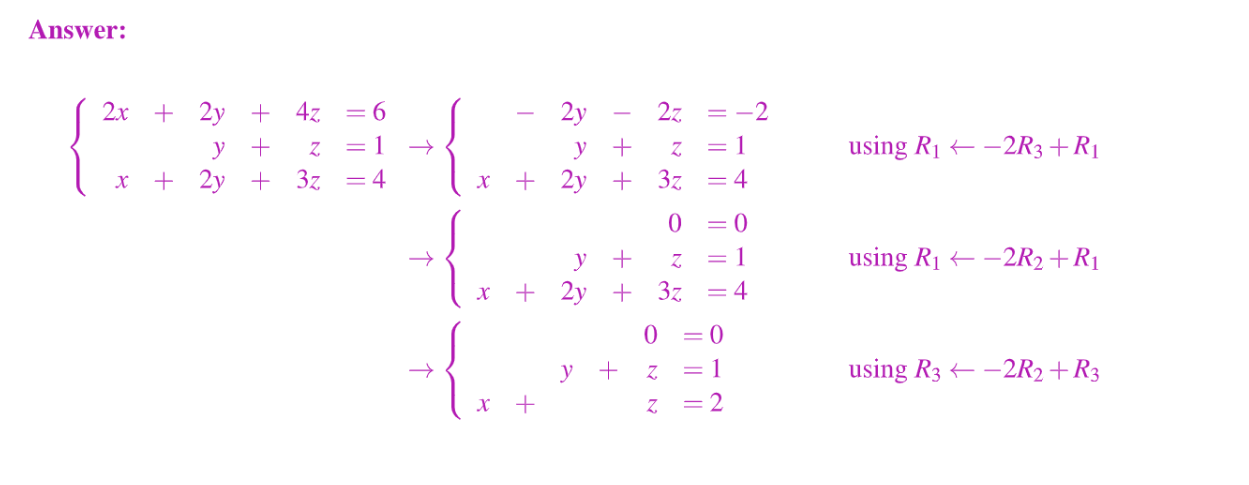 Answer:
2x + 2y + 4z = 6 − 2y − 2z = −2
y + z = 1 → y + z = 1 using R₁ ← −2R₃ + R₁
x + 2y + 3z = 4 x + 2y + 3z = 4
0 = 0
→ y + z = 1 using R₁ ← −2R₂ + R₁
x + 2y + 3z = 4
0 = 0
→ y + z = 1 using R₃ ← −2R₂ + R₃
x + z = 2